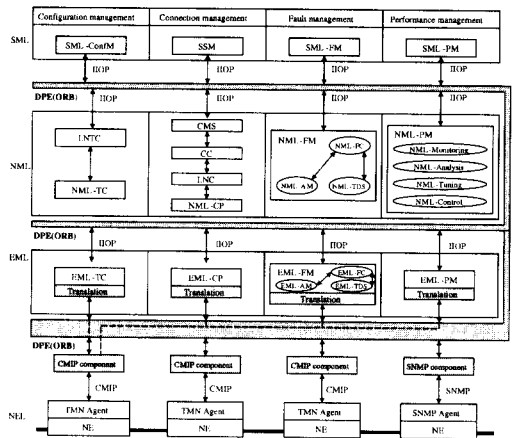 Configuration management Connection management Fault management Performance management
SML
SML-ConfM SSM SML-FM SML-PM
IIOP IIOP IIOP IIOP
DPE(ORB)
IIOP IIOP IIOP IIOP
NML
LNTC
NML-TC
CMS
CC
LNC
NML-CP
NML-FM
NML-FC
NML-AM
NML-TDS
NML-PM
NML-Monitoring
NML-Analysis
NML-Tuning
NML-Control
DPE(ORB)
IIOP IIOP IIOP IIOP
EML
EML-TC
Translation
EML-CP
Translation
EML-FM
EML-FC
EML-AM
EML-TDS
Translation
EML-PM
Translation
DPE(ORB)
CMIP component CMIP component CMIP component SNMP component
CMIP CMIP CMIP SNMP
NEL
TMN Agent TMN Agent TMN Agent SNMP Agent
NE NE NE NE